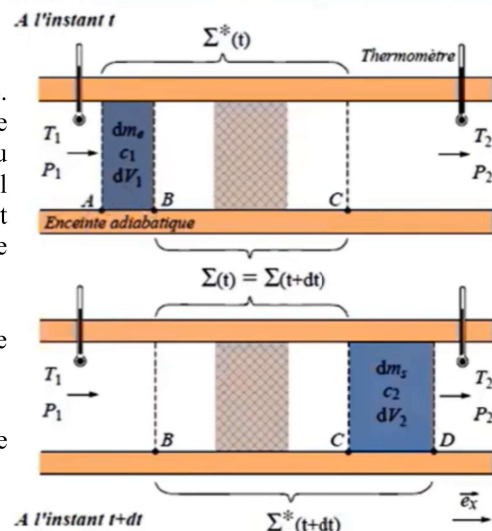 A l'instant t
Σ*(t)
Thermomètre
T₁
P₁
dmₑ
c₁
dV₁
T₂
P₂
A
B
C
Enceinte adiabatique
Σ(t) = Σ(t+dt)
T₁
P₁
dmₛ
c₂
dV₂
T₂
P₂
B
C
D
Σ*(t+dt)
eₓ
A l'instant t+dt